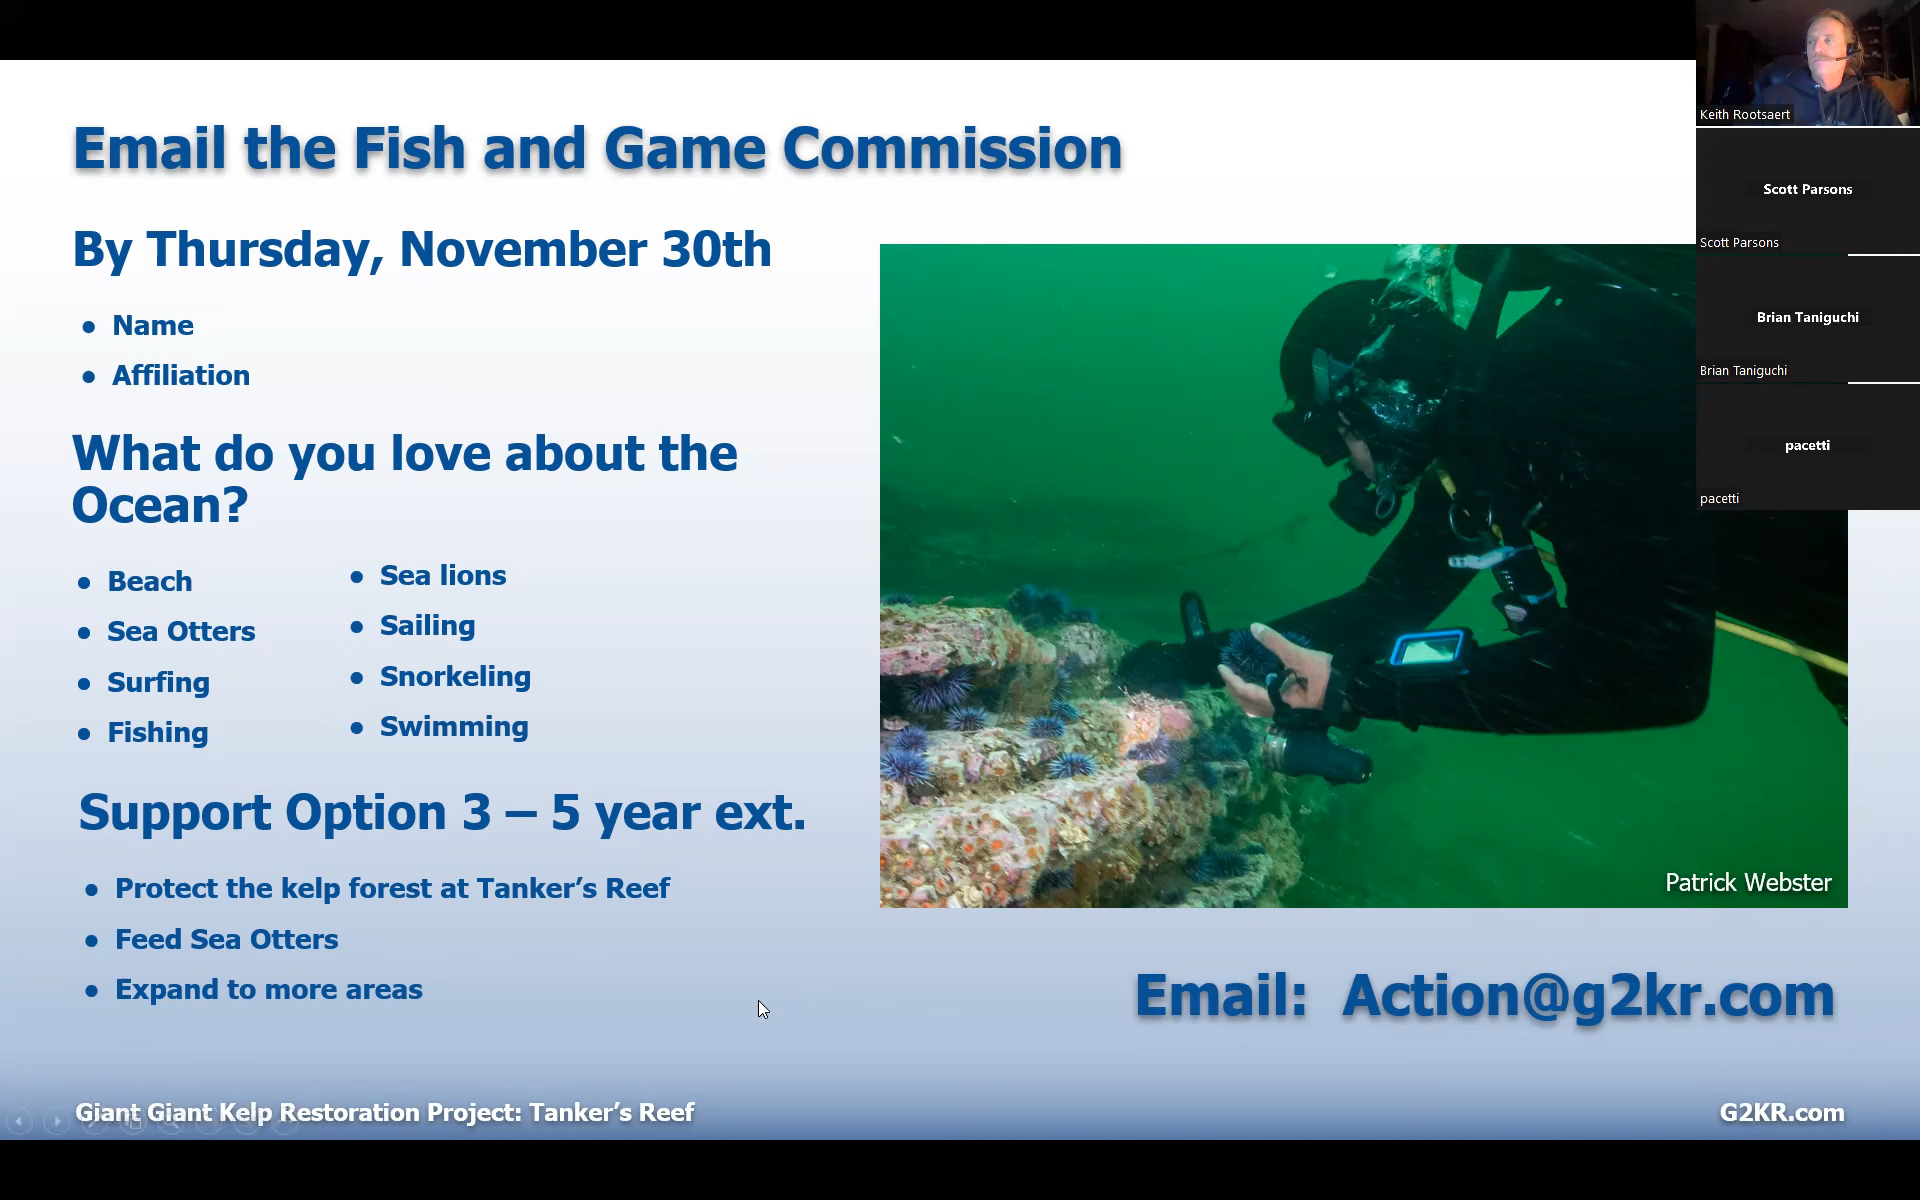 Email the Fish and Game Commission
By Thursday, November 30th
● Name
● Affiliation
What do you love about the
Ocean?
● Beach
● Sea Otters
● Surfing
● Fishing
● Sea lions
● Sailing
● Snorkeling
● Swimming
Support Option 3 – 5 year ext.
● Protect the kelp forest at Tanker’s Reef
● Feed Sea Otters
● Expand to more areas
Patrick Webster
Email: Action@g2kr.com
Giant Giant Kelp Restoration Project: Tanker’s Reef
G2KR.com
Keith Rootsaert
Scott Parsons
Scott Parsons
Brian Taniguchi
Brian Taniguchi
pacetti
pacetti